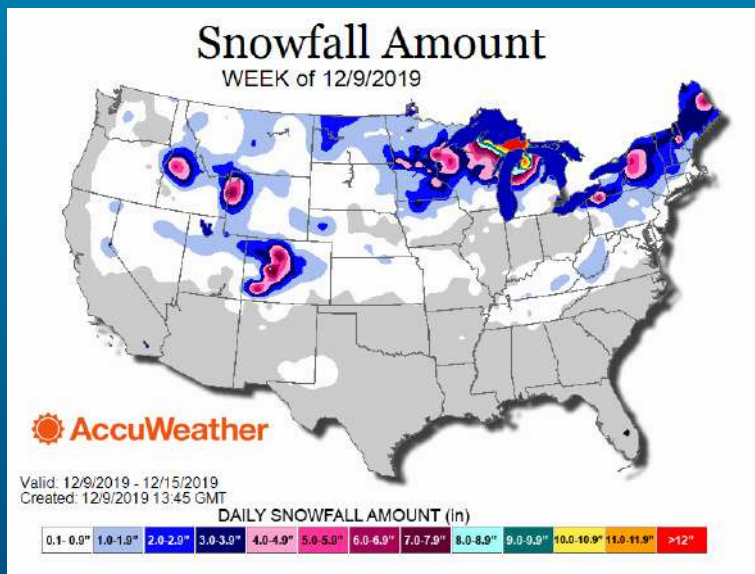 Snowfall Amount
WEEK of 12/9/2019
AccuWeather
Valid: 12/9/2019 - 12/15/2019
Created: 12/9/2019 13:45 GMT
DAILY SNOWFALL AMOUNT (in)
0.1- 0.9" 1.0-1.9" 2.0-2.9" 3.0-3.9" 4.0-4.9" 5.0-5.9" 6.0-6.9" 7.0-7.9" 8.0-8.9" 9.0-9.9" 10.0-10.9" 11.0-11.9" >12"